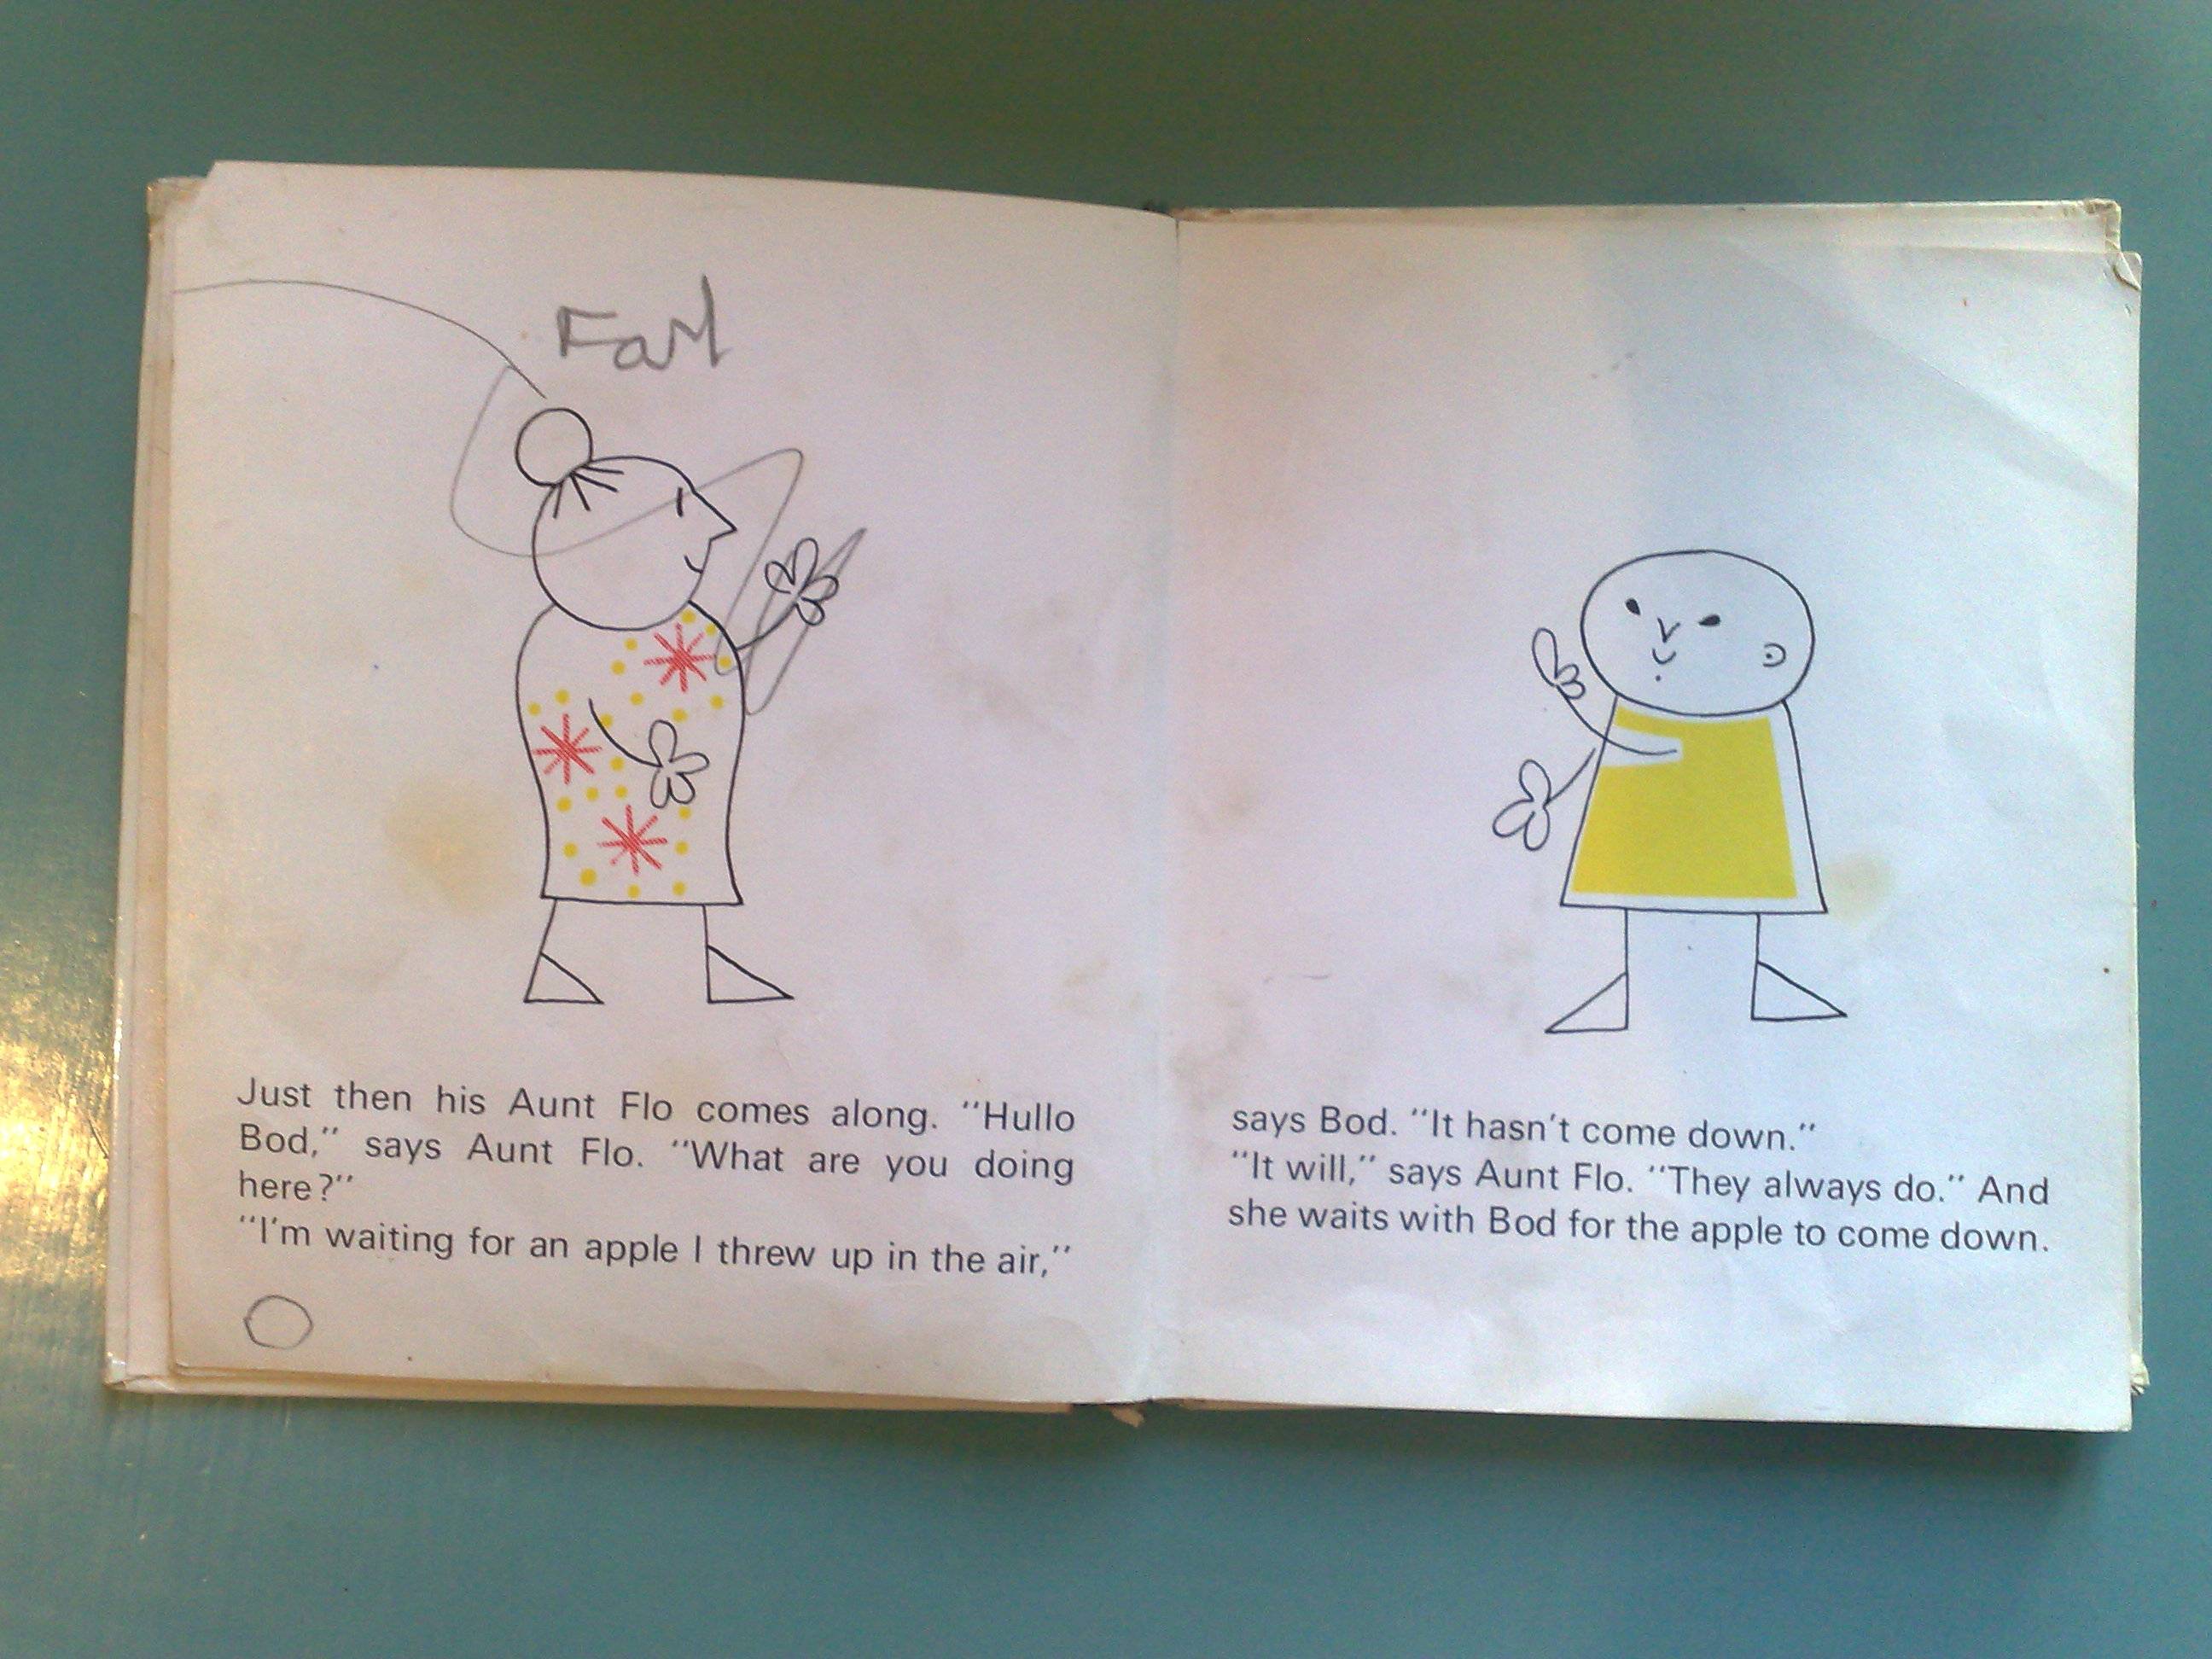 Just then his Aunt Flo comes along. "Hullo
Bod," says Aunt Flo. "What are you doing
here?"
"I'm waiting for an apple I threw up in the air,"
says Bod. "It hasn't come down."
"It will," says Aunt Flo. "They always do." And
she waits with Bod for the apple to come down.